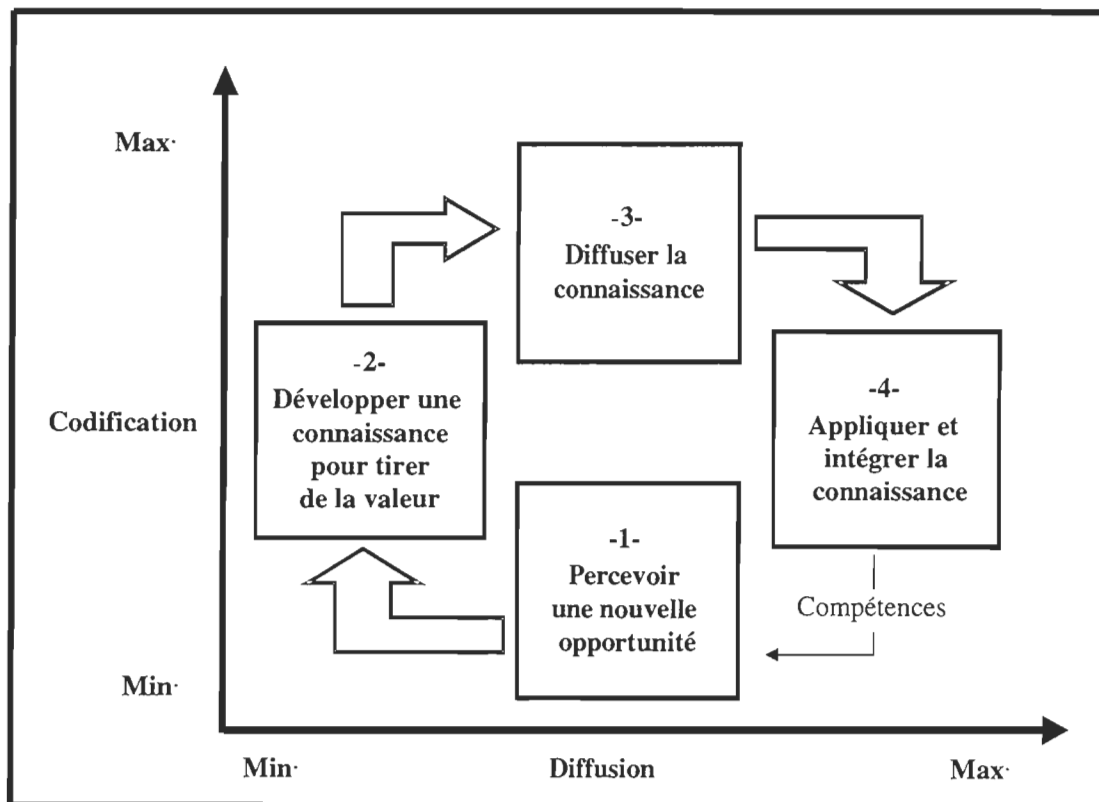 Max.
-3-
Diffuser la
connaissance
-2-
Développer une
connaissance
pour tirer
de la valeur
Codification
-4-
Appliquer et
intégrer la
connaissance
-1-
Percevoir
une nouvelle
opportunité
Compétences
Min.
Min.
Diffusion
Max.